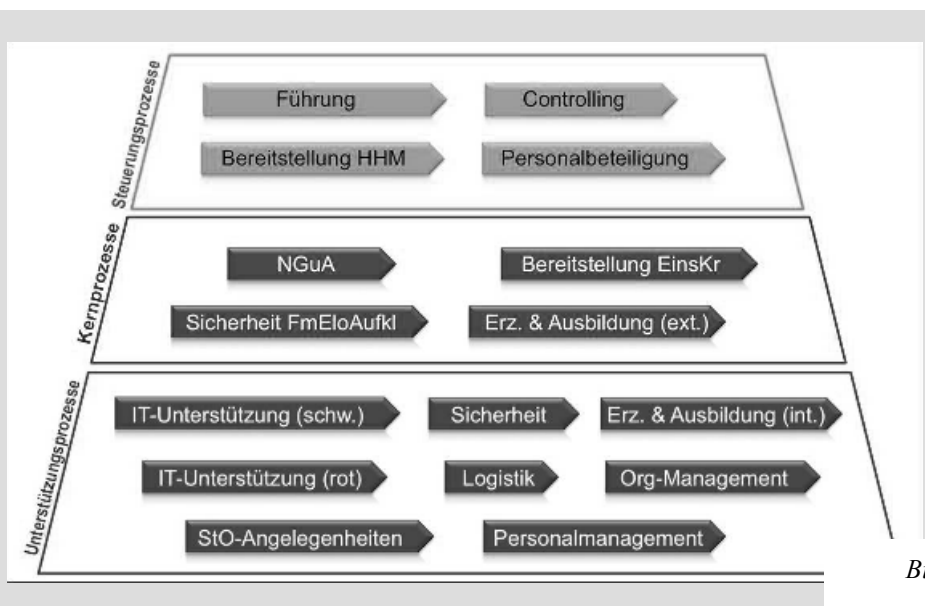 Steuerungsprozesse
Führung
Controlling
Bereitstellung HHM
Personalbeteiligung
Kernprozesse
NGuA
Bereitstellung EinsKr
Sicherheit FmEloAufkl
Erz. & Ausbildung (ext.)
Unterstützungsprozesse
IT-Unterstützung (schw.)
Sicherheit
Erz. & Ausbildung (int.)
IT-Unterstützung (rot)
Logistik
Org-Management
StO-Angelegenheiten
Personalmanagement